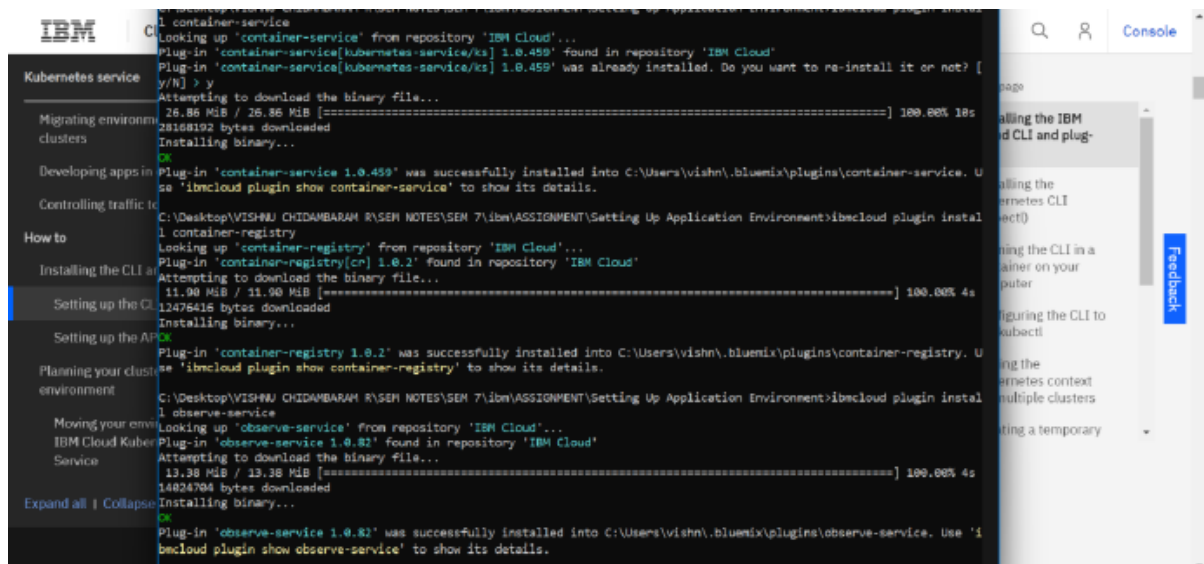 IBM
Cl
Console
Kubernetes service
Migrating environm
clusters
Developing apps in
Controlling traffic to
How to
Installing the CLI an
Setting up the CL
Setting up the AP
Planning your cluste
environment
Moving your envi
IBM Cloud Kuber
Service
Expand all | Collapse
l container-service
Looking up 'container-service' from repository 'IBM Cloud'...
Plug-in 'container-service[kubernetes-service/ks] 1.0.459' found in repository 'IBM Cloud'
Plug-in 'container-service[kubernetes-service/ks] 1.0.459' was already installed. Do you want to re-install it or not? [
y/N] > y
Attempting to download the binary file...
26.86 MiB / 26.86 MiB [==============================================================================] 100.00% 10s
28168192 bytes downloaded
Installing binary...
OK
Plug-in 'container-service 1.0.459' was successfully installed into C:\Users\vishn\.bluemix\plugins\container-service. U
se 'ibmcloud plugin show container-service' to show its details.
C:\Desktop\VISHNU CHIDAMBARAM R\SEM NOTES\SEM 7\ibm\ASSIGNMENT\Setting Up Application Environment>ibmcloud plugin instal
l container-registry
Looking up 'container-registry' from repository 'IBM Cloud'...
Plug-in 'container-registry[cr] 1.0.2' found in repository 'IBM Cloud'
Attempting to download the binary file...
11.90 MiB / 11.90 MiB [===============================================================================] 100.00% 4s
12476416 bytes downloaded
Installing binary...
OK
Plug-in 'container-registry 1.0.2' was successfully installed into C:\Users\vishn\.bluemix\plugins\container-registry. U
se 'ibmcloud plugin show container-registry' to show its details.
C:\Desktop\VISHNU CHIDAMBARAM R\SEM NOTES\SEM 7\ibm\ASSIGNMENT\Setting Up Application Environment>ibmcloud plugin instal
l observe-service
Looking up 'observe-service' from repository 'IBM Cloud'...
Plug-in 'observe-service 1.0.82' found in repository 'IBM Cloud'
Attempting to download the binary file...
13.38 MiB / 13.38 MiB [===============================================================================] 100.00% 4s
14024704 bytes downloaded
Installing binary...
OK
Plug-in 'observe-service 1.0.82' was successfully installed into C:\Users\vishn\.bluemix\plugins\observe-service. Use 'i
bmcloud plugin show observe-service' to show its details.
page
alling the IBM
d CLI and plug-
alling the
ernetes CLI
ectl)
ning the CLI in a
ainer on your
puter
figuring the CLI to
kubectl
ing the
ernetes context
multiple clusters
ting a temporary
Feedback